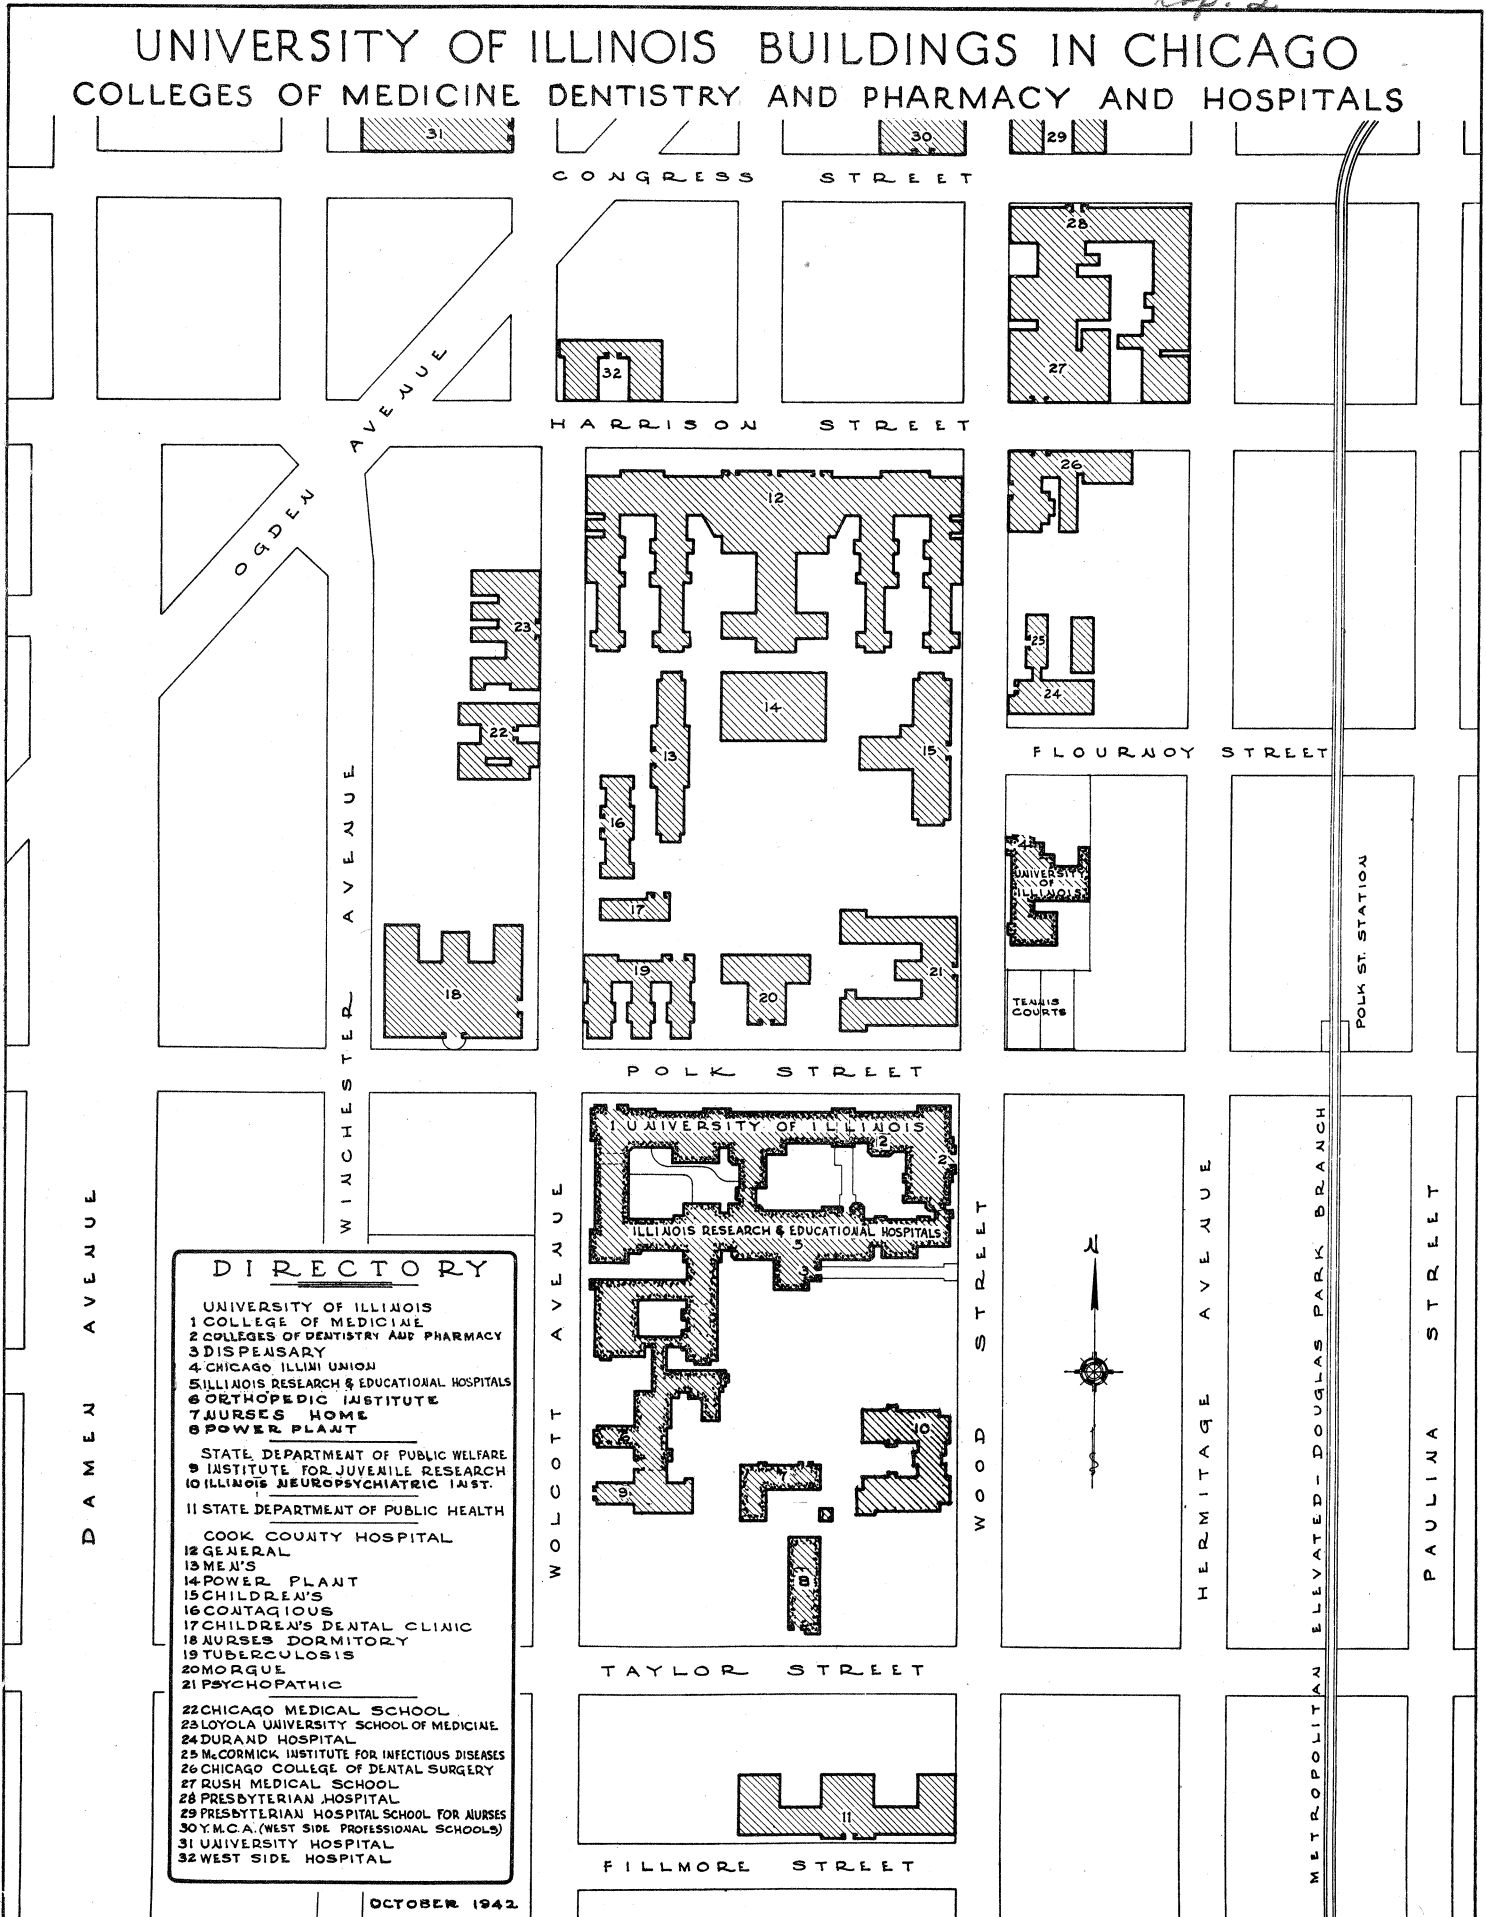 cop. 2
UNIVERSITY OF ILLINOIS BUILDINGS IN CHICAGO
COLLEGES OF MEDICINE DENTISTRY AND PHARMACY AND HOSPITALS
31
30
29
CONGRESS STREET
28
32
27
AVENUE
HARRISON STREET
26
12
OGDEN
23
25
24
14
22
13
15
FLOURNOY STREET
16
4
UNIVERSITY
OF
ILLINOIS
17
19
21
18
20
TENNIS
COURTS
POLK ST. STATION
WINCHESTER AVENUE
POLK STREET
1 UNIVERSITY OF ILLINOIS
2
2
ILLINOIS RESEARCH & EDUCATIONAL HOSPITALS
5
3
N
DAMEN AVENUE
WOLCOTT AVENUE
WOOD STREET
HERMITAGE AVENUE
METROPOLITAN ELEVATED-DOUGLAS PARK BRANCH
PAULINA STREET
6
10
7
9
8
TAYLOR STREET
11
FILLMORE STREET
DIRECTORY
UNIVERSITY OF ILLINOIS
1 COLLEGE OF MEDICINE
2 COLLEGES OF DENTISTRY AND PHARMACY
3 DISPENSARY
4 CHICAGO ILLINI UNION
5 ILLINOIS RESEARCH & EDUCATIONAL HOSPITALS
6 ORTHOPEDIC INSTITUTE
7 NURSES HOME
8 POWER PLANT
STATE DEPARTMENT OF PUBLIC WELFARE
9 INSTITUTE FOR JUVENILE RESEARCH
10 ILLINOIS NEUROPSYCHIATRIC INST.
11 STATE DEPARTMENT OF PUBLIC HEALTH
COOK COUNTY HOSPITAL
12 GENERAL
13 MEN'S
14 POWER PLANT
15 CHILDREN'S
16 CONTAGIOUS
17 CHILDREN'S DENTAL CLINIC
18 NURSES DORMITORY
19 TUBERCULOSIS
20 MORGUE
21 PSYCHOPATHIC
22 CHICAGO MEDICAL SCHOOL
23 LOYOLA UNIVERSITY SCHOOL OF MEDICINE
24 DURAND HOSPITAL
25 McCORMICK INSTITUTE FOR INFECTIOUS DISEASES
26 CHICAGO COLLEGE OF DENTAL SURGERY
27 RUSH MEDICAL SCHOOL
28 PRESBYTERIAN HOSPITAL
29 PRESBYTERIAN HOSPITAL SCHOOL FOR NURSES
30 Y.M.C.A. (WEST SIDE PROFESSIONAL SCHOOLS)
31 UNIVERSITY HOSPITAL
32 WEST SIDE HOSPITAL
OCTOBER 1942